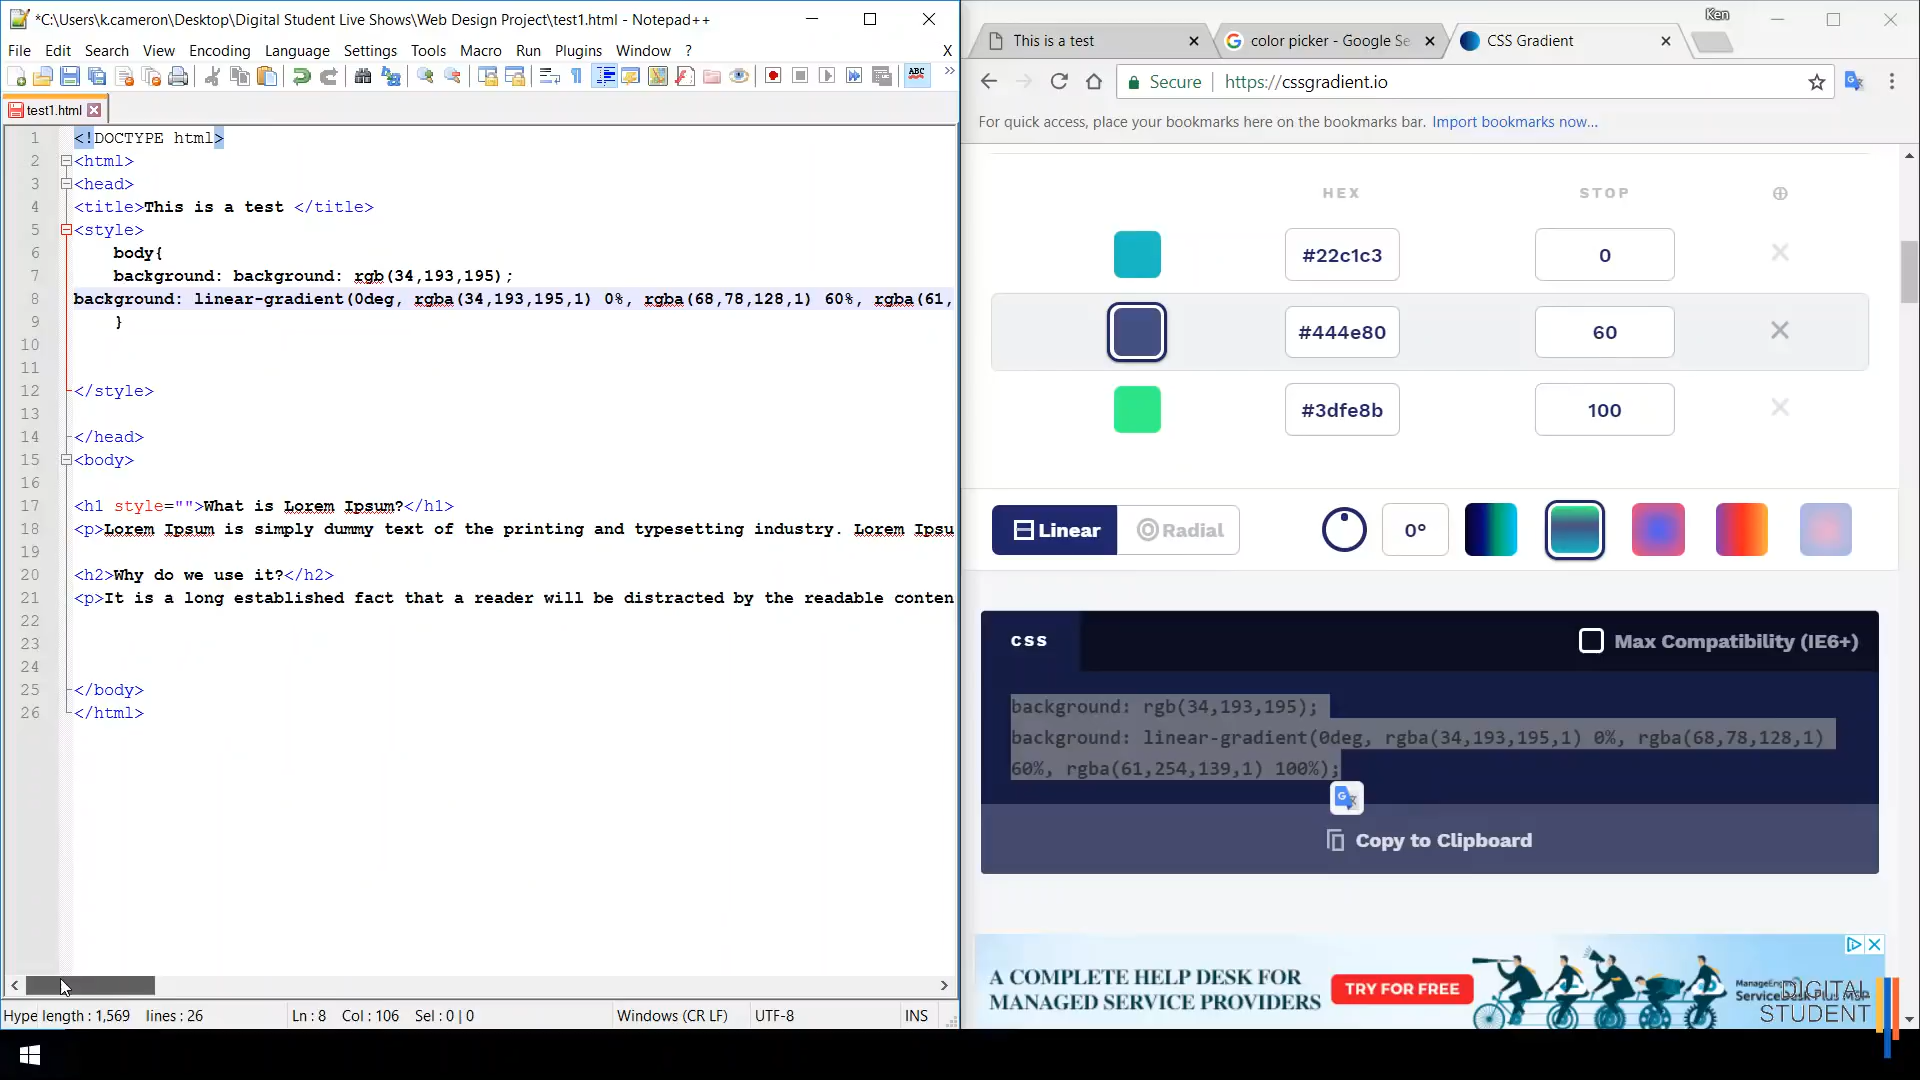 *C:\Users\k.cameron\Desktop\Digital Student Live Shows\Web Design Project\test1.html - Notepad++
File Edit Search View Encoding Language Settings Tools Macro Run Plugins Window ? X
ABC
test1.html
1 <!DOCTYPE html>
2 <html>
3 <head>
4 <title>This is a test </title>
5 <style>
6 body{
7 background: background: rgb(34,193,195);
8 background: linear-gradient(0deg, rgba(34,193,195,1) 0%, rgba(68,78,128,1) 60%, rgba(61,
9 }
10
11
12 </style>
13
14 </head>
15 <body>
16
17 <h1 style="">What is Lorem Ipsum?</h1>
18 <p>Lorem Ipsum is simply dummy text of the printing and typesetting industry. Lorem Ipsu
19
20 <h2>Why do we use it?</h2>
21 <p>It is a long established fact that a reader will be distracted by the readable conten
22
23
24
25 </body>
26 </html>
Hype length : 1,569 lines : 26 Ln : 8 Col : 106 Sel : 0 | 0 Windows (CR LF) UTF-8 INS
Ken
This is a test
color picker - Google Se
CSS Gradient
Secure https://cssgradient.io
For quick access, place your bookmarks here on the bookmarks bar. Import bookmarks now...
HEX STOP
#22c1c3 0
#444e80 60
#3dfe8b 100
Linear Radial 0°
CSS Max Compatibility (IE6+)
background: rgb(34,193,195);
background: linear-gradient(0deg, rgba(34,193,195,1) 0%, rgba(68,78,128,1)
60%, rgba(61,254,139,1) 100%);
Copy to Clipboard
A COMPLETE HELP DESK FOR
MANAGED SERVICE PROVIDERS
TRY FOR FREE
DIGITAL
STUDENT